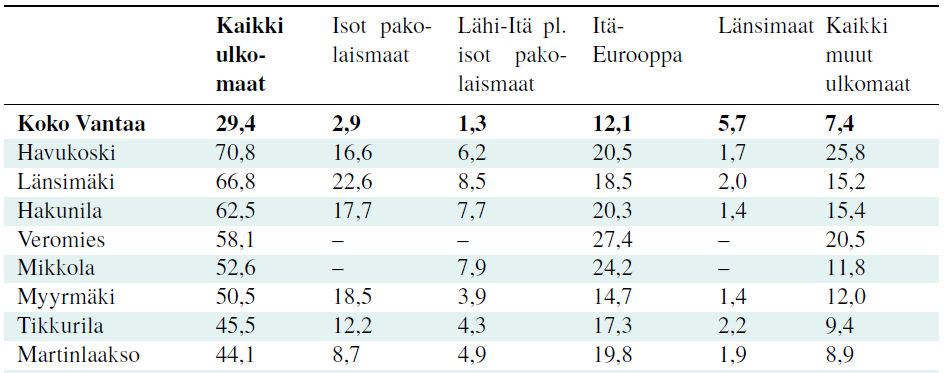 Kaikki ulko-maat Isot pako-laismaat Lähi-Itä pl. isot pako-laismaat Itä-Eurooppa Länsimaat Kaikki muut ulkomaat
Koko Vantaa 29,4 2,9 1,3 12,1 5,7 7,4
Havukoski 70,8 16,6 6,2 20,5 1,7 25,8
Länsimäki 66,8 22,6 8,5 18,5 2,0 15,2
Hakunila 62,5 17,7 7,7 20,3 1,4 15,4
Veromies 58,1 – – 27,4 – 20,5
Mikkola 52,6 – 7,9 24,2 – 11,8
Myyrmäki 50,5 18,5 3,9 14,7 1,4 12,0
Tikkurila 45,5 12,2 4,3 17,3 2,2 9,4
Martinlaakso 44,1 8,7 4,9 19,8 1,9 8,9